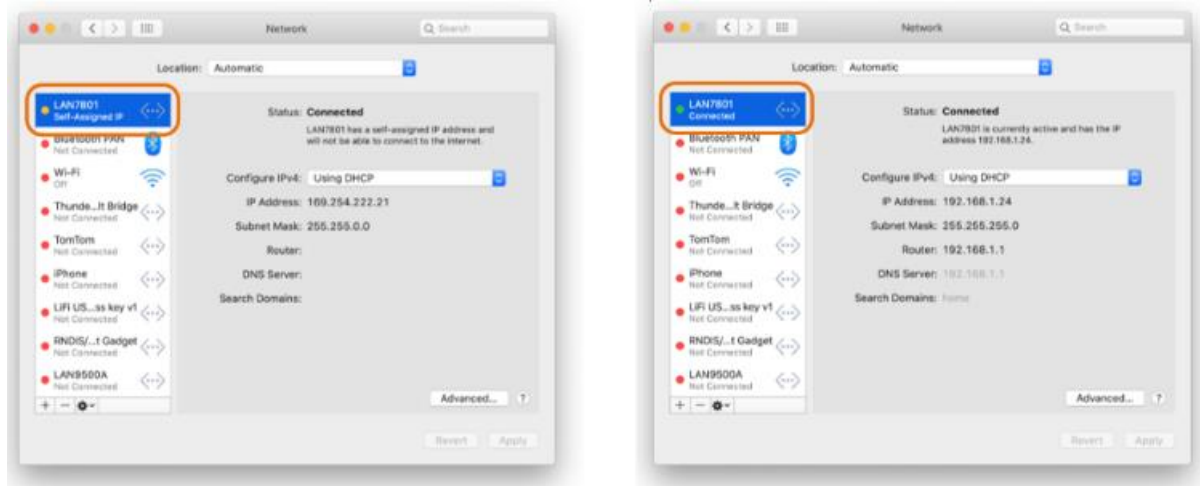 Network
Search
Location: Automatic
LAN7801
Self-Assigned IP
Bluetooth PAN
Not Connected
Wi-Fi
Off
Thunde...lt Bridge
Not Connected
TomTom
Not Connected
iPhone
Not Connected
LiFi US...ss key v1
Not Connected
RNDIS/...t Gadget
Not Connected
LAN9500A
Not Connected
Status: Connected
LAN7801 has a self-assigned IP address and
will not be able to connect to the Internet.
Configure IPv4: Using DHCP
IP Address: 169.254.222.21
Subnet Mask: 255.255.0.0
Router:
DNS Server:
Search Domains:
Advanced... ?
Revert Apply
Network
Search
Location: Automatic
LAN7801
Connected
Bluetooth PAN
Not Connected
Wi-Fi
Off
Thunde...lt Bridge
Not Connected
TomTom
Not Connected
iPhone
Not Connected
LiFi US...ss key v1
Not Connected
RNDIS/...t Gadget
Not Connected
LAN9500A
Not Connected
Status: Connected
LAN7801 is currently active and has the IP
address 192.168.1.24.
Configure IPv4: Using DHCP
IP Address: 192.168.1.24
Subnet Mask: 255.255.255.0
Router: 192.168.1.1
DNS Server: 192.168.1.1
Search Domains: home
Advanced... ?
Revert Apply